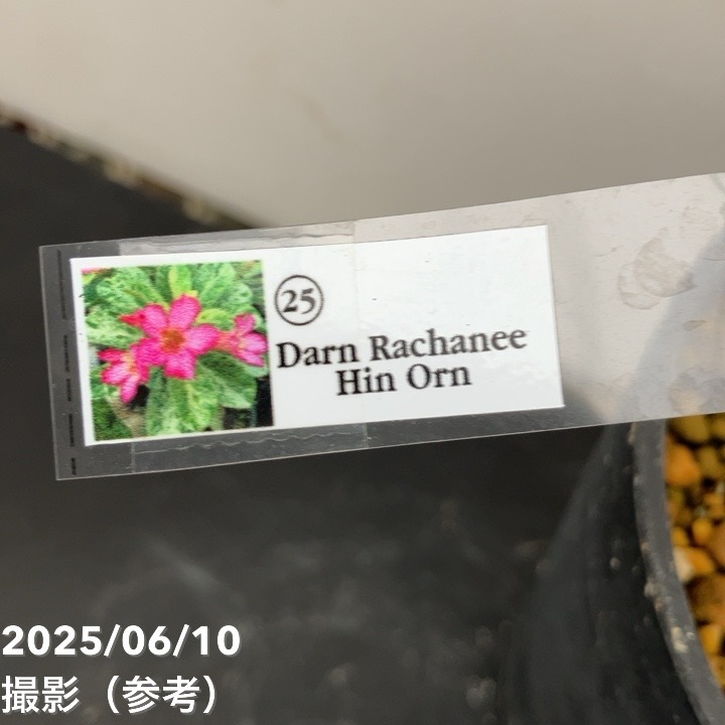 ㉕
Darn Rachanee
Hin Orn
2025/06/10
撮影（参考）